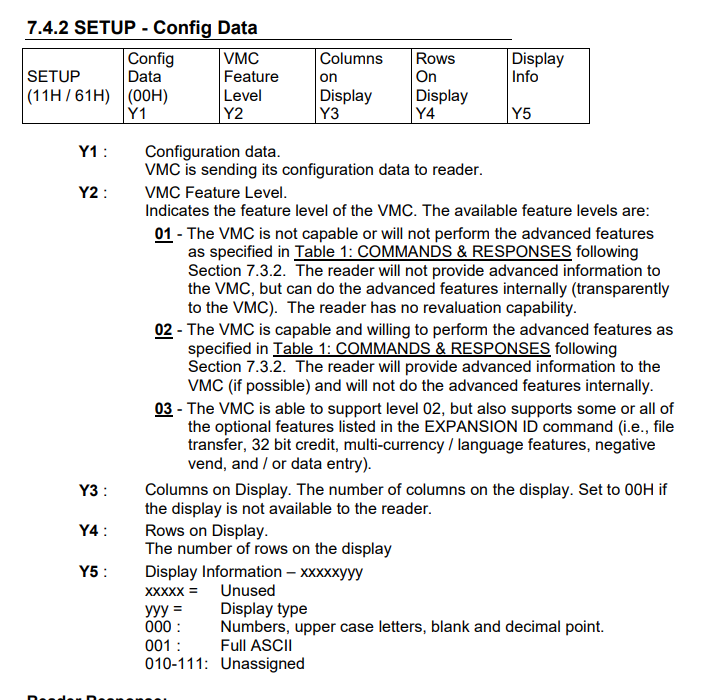 7.4.2 SETUP - Config Data
SETUP
(11H / 61H)
Config
Data
(00H)
Y1
VMC
Feature
Level
Y2
Columns
on
Display
Y3
Rows
On
Display
Y4
Display
Info
Y5
Y1 : Configuration data.
VMC is sending its configuration data to reader.
Y2 : VMC Feature Level.
Indicates the feature level of the VMC. The available feature levels are:
01 - The VMC is not capable or will not perform the advanced features
as specified in Table 1: COMMANDS & RESPONSES following
Section 7.3.2. The reader will not provide advanced information to
the VMC, but can do the advanced features internally (transparently
to the VMC). The reader has no revaluation capability.
02 - The VMC is capable and willing to perform the advanced features as
specified in Table 1: COMMANDS & RESPONSES following
Section 7.3.2. The reader will provide advanced information to the
VMC (if possible) and will not do the advanced features internally.
03 - The VMC is able to support level 02, but also supports some or all of
the optional features listed in the EXPANSION ID command (i.e., file
transfer, 32 bit credit, multi-currency / language features, negative
vend, and / or data entry).
Y3 : Columns on Display. The number of columns on the display. Set to 00H if
the display is not available to the reader.
Y4 : Rows on Display.
The number of rows on the display
Y5 : Display Information – xxxxxyyy
xxxxx = Unused
yyy = Display type
000 : Numbers, upper case letters, blank and decimal point.
001 : Full ASCII
010-111: Unassigned
Reader Response: